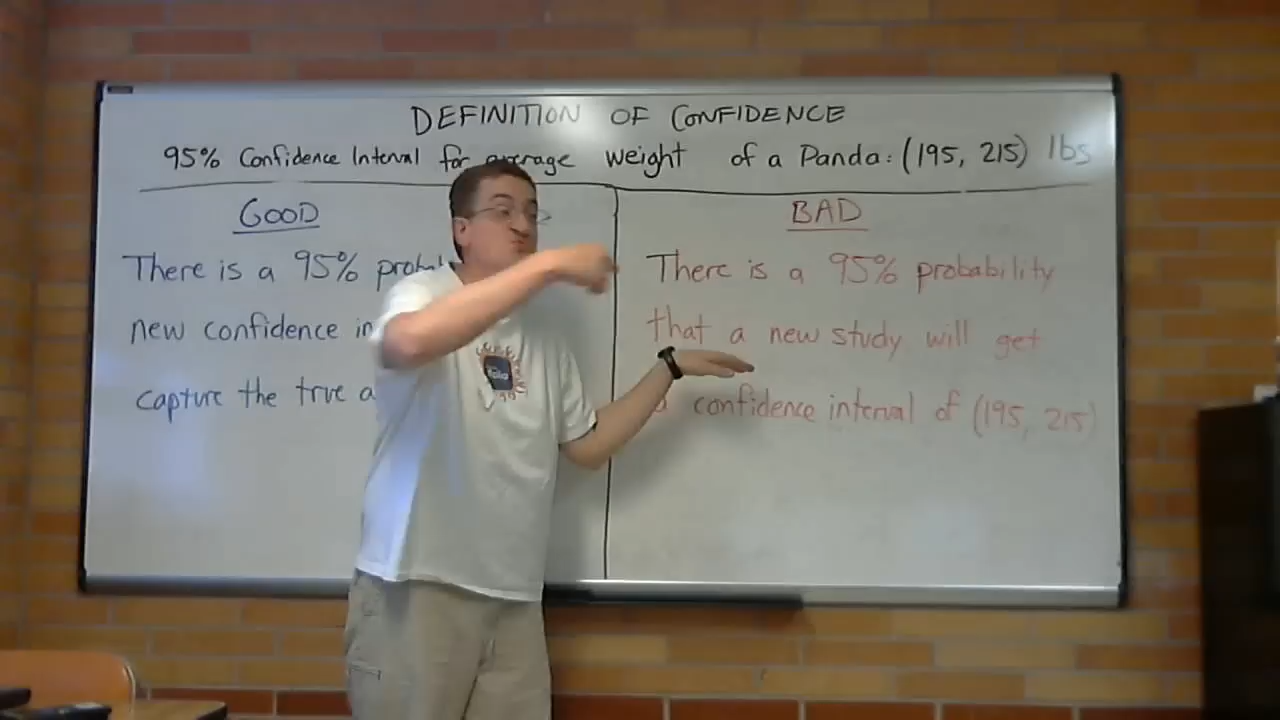 DEFINITION OF CONFIDENCE
95% Confidence Interval for average weight of a Panda: (195, 215) lbs
GOOD
There is a 95%
new confidence
capture the true
BAD
There is a 95% probability
that a new study will get
a confidence interval of (195, 215)